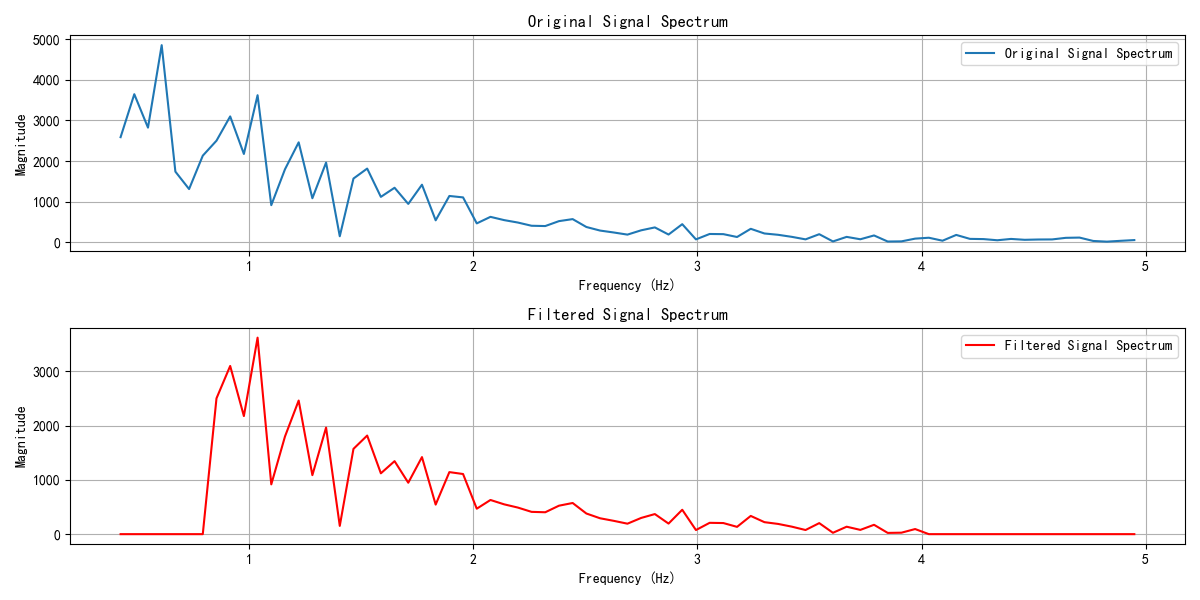 Original Signal Spectrum
5000
4000
3000
2000
1000
0
Magnitude
Original Signal Spectrum
1 2 3 4 5
Frequency (Hz)
Filtered Signal Spectrum
3000
2000
1000
0
Magnitude
Filtered Signal Spectrum
1 2 3 4 5
Frequency (Hz)